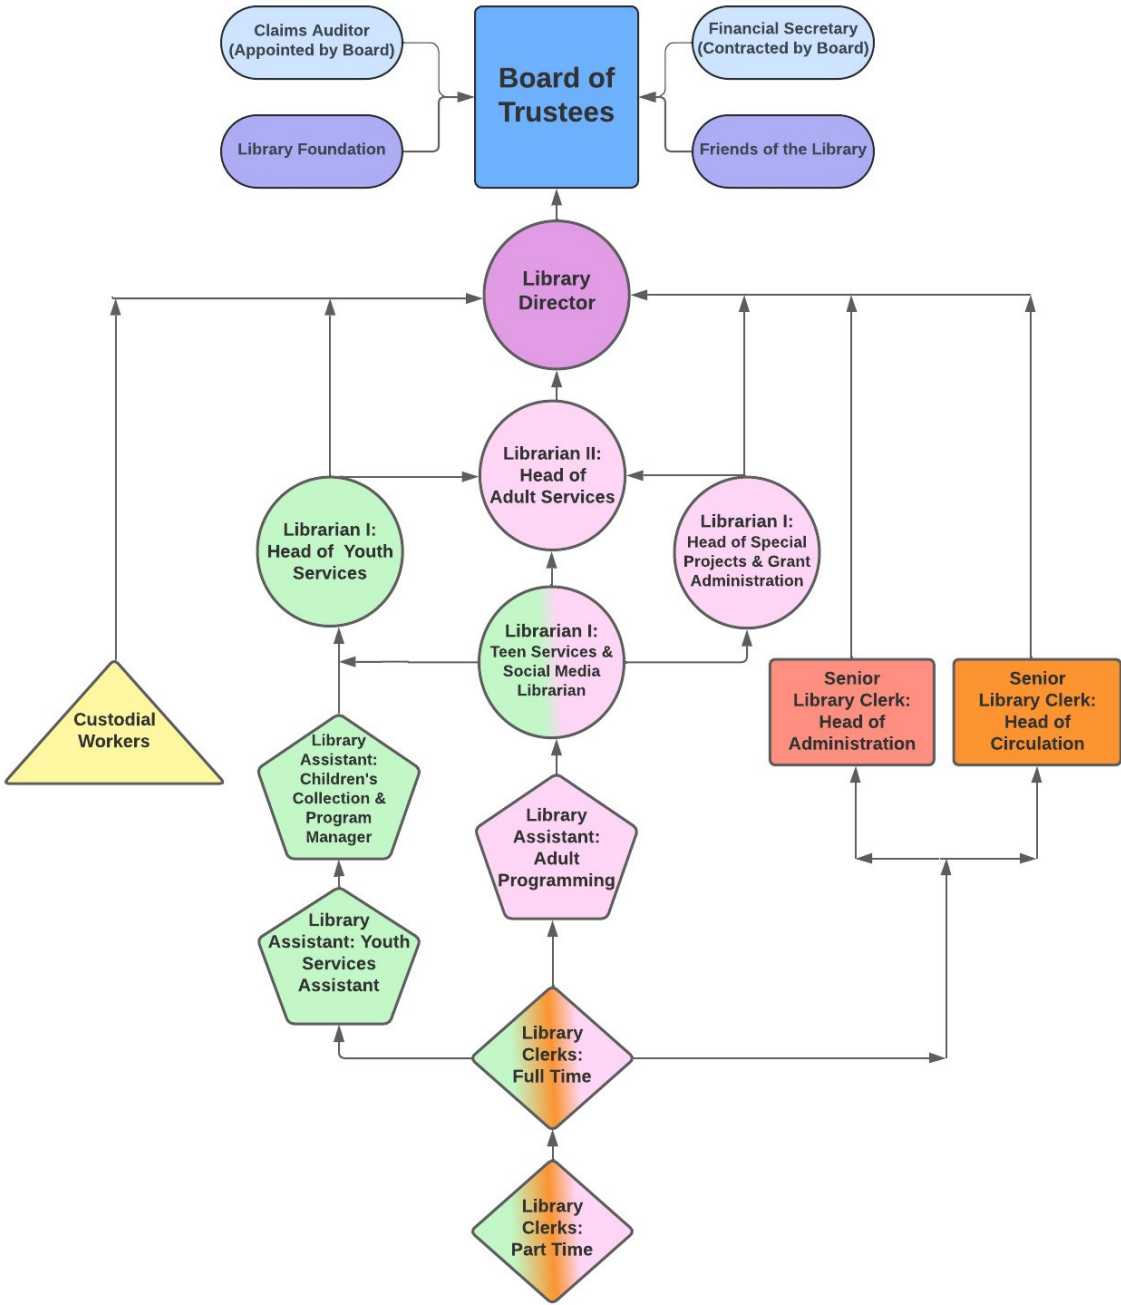 Claims Auditor
(Appointed by Board)
Financial Secretary
(Contracted by Board)
Board of
Trustees
Library Foundation
Friends of the Library
Library
Director
Librarian II:
Head of
Adult Services
Librarian I:
Head of Youth
Services
Librarian I:
Head of Special
Projects & Grant
Administration
Librarian I:
Teen Services &
Social Media
Librarian
Custodial
Workers
Senior
Library Clerk:
Head of
Administration
Senior
Library Clerk:
Head of
Circulation
Library
Assistant:
Children's
Collection &
Program
Manager
Library
Assistant:
Adult
Programming
Library
Assistant: Youth
Services
Assistant
Library
Clerks:
Full Time
Library
Clerks:
Part Time